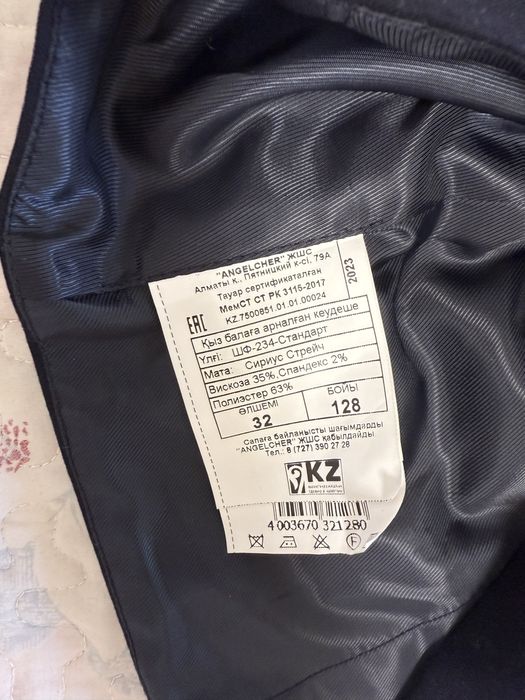 "ANGELCHER" ЖШС
Алматы к., Пятницкий к-сі. 79А
Тауар сертификатталған
МемСТ СТ РК 3115-2017
KZ.7500851.01.01.00024
2023
EAC
Қыз балаға арналған кеудеше
Үлгі: ШФ-234-Стандарт
Мата: Сириус Стрейч
Вискоза 35%, Спандекс 2%
Полиэстер 63%
ӨЛШЕМІ БОЙЫ
32 128
Сапаға байланысты шағымдарды
"ANGELCHER" ЖШС қабылдайды
Тел.: 8 (727) 390 27 28
KZ
4 003670 321280
F